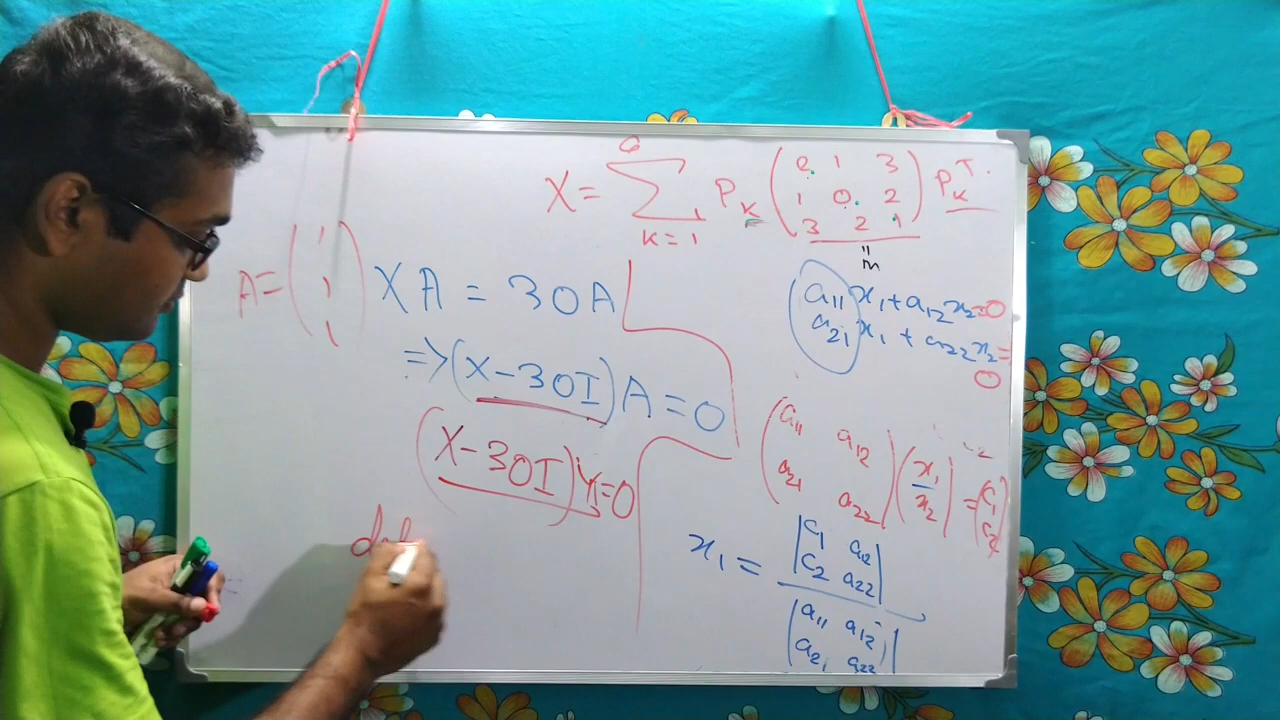 X = 6 Σ K=1 P_K ( 2 1 3 / 1 0 2 / 3 2 1 ) P_K^T.
" m
A = ( 1 1 1 ) XA = 30A
=> (X-30I) A = 0
(X-30I) Y = 0
det
a11 x1 + a12 x2 = 0
a21 x1 + a22 x2 = 0
( a11 a12 / a21 a22 ) ( x1 / x2 ) = ( c1 / c2 )
x1 = | c1 a12 / c2 a22 |
| a11 a12 / a21 a22 |